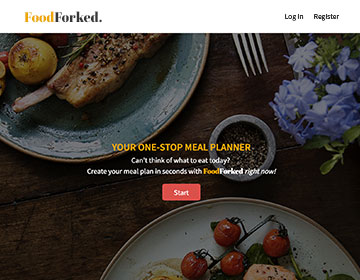 FoodForked.
Log In Register
YOUR ONE-STOP MEAL PLANNER
Can't think of what to eat today?
Create your meal plan in seconds with FoodForked right now!
Start